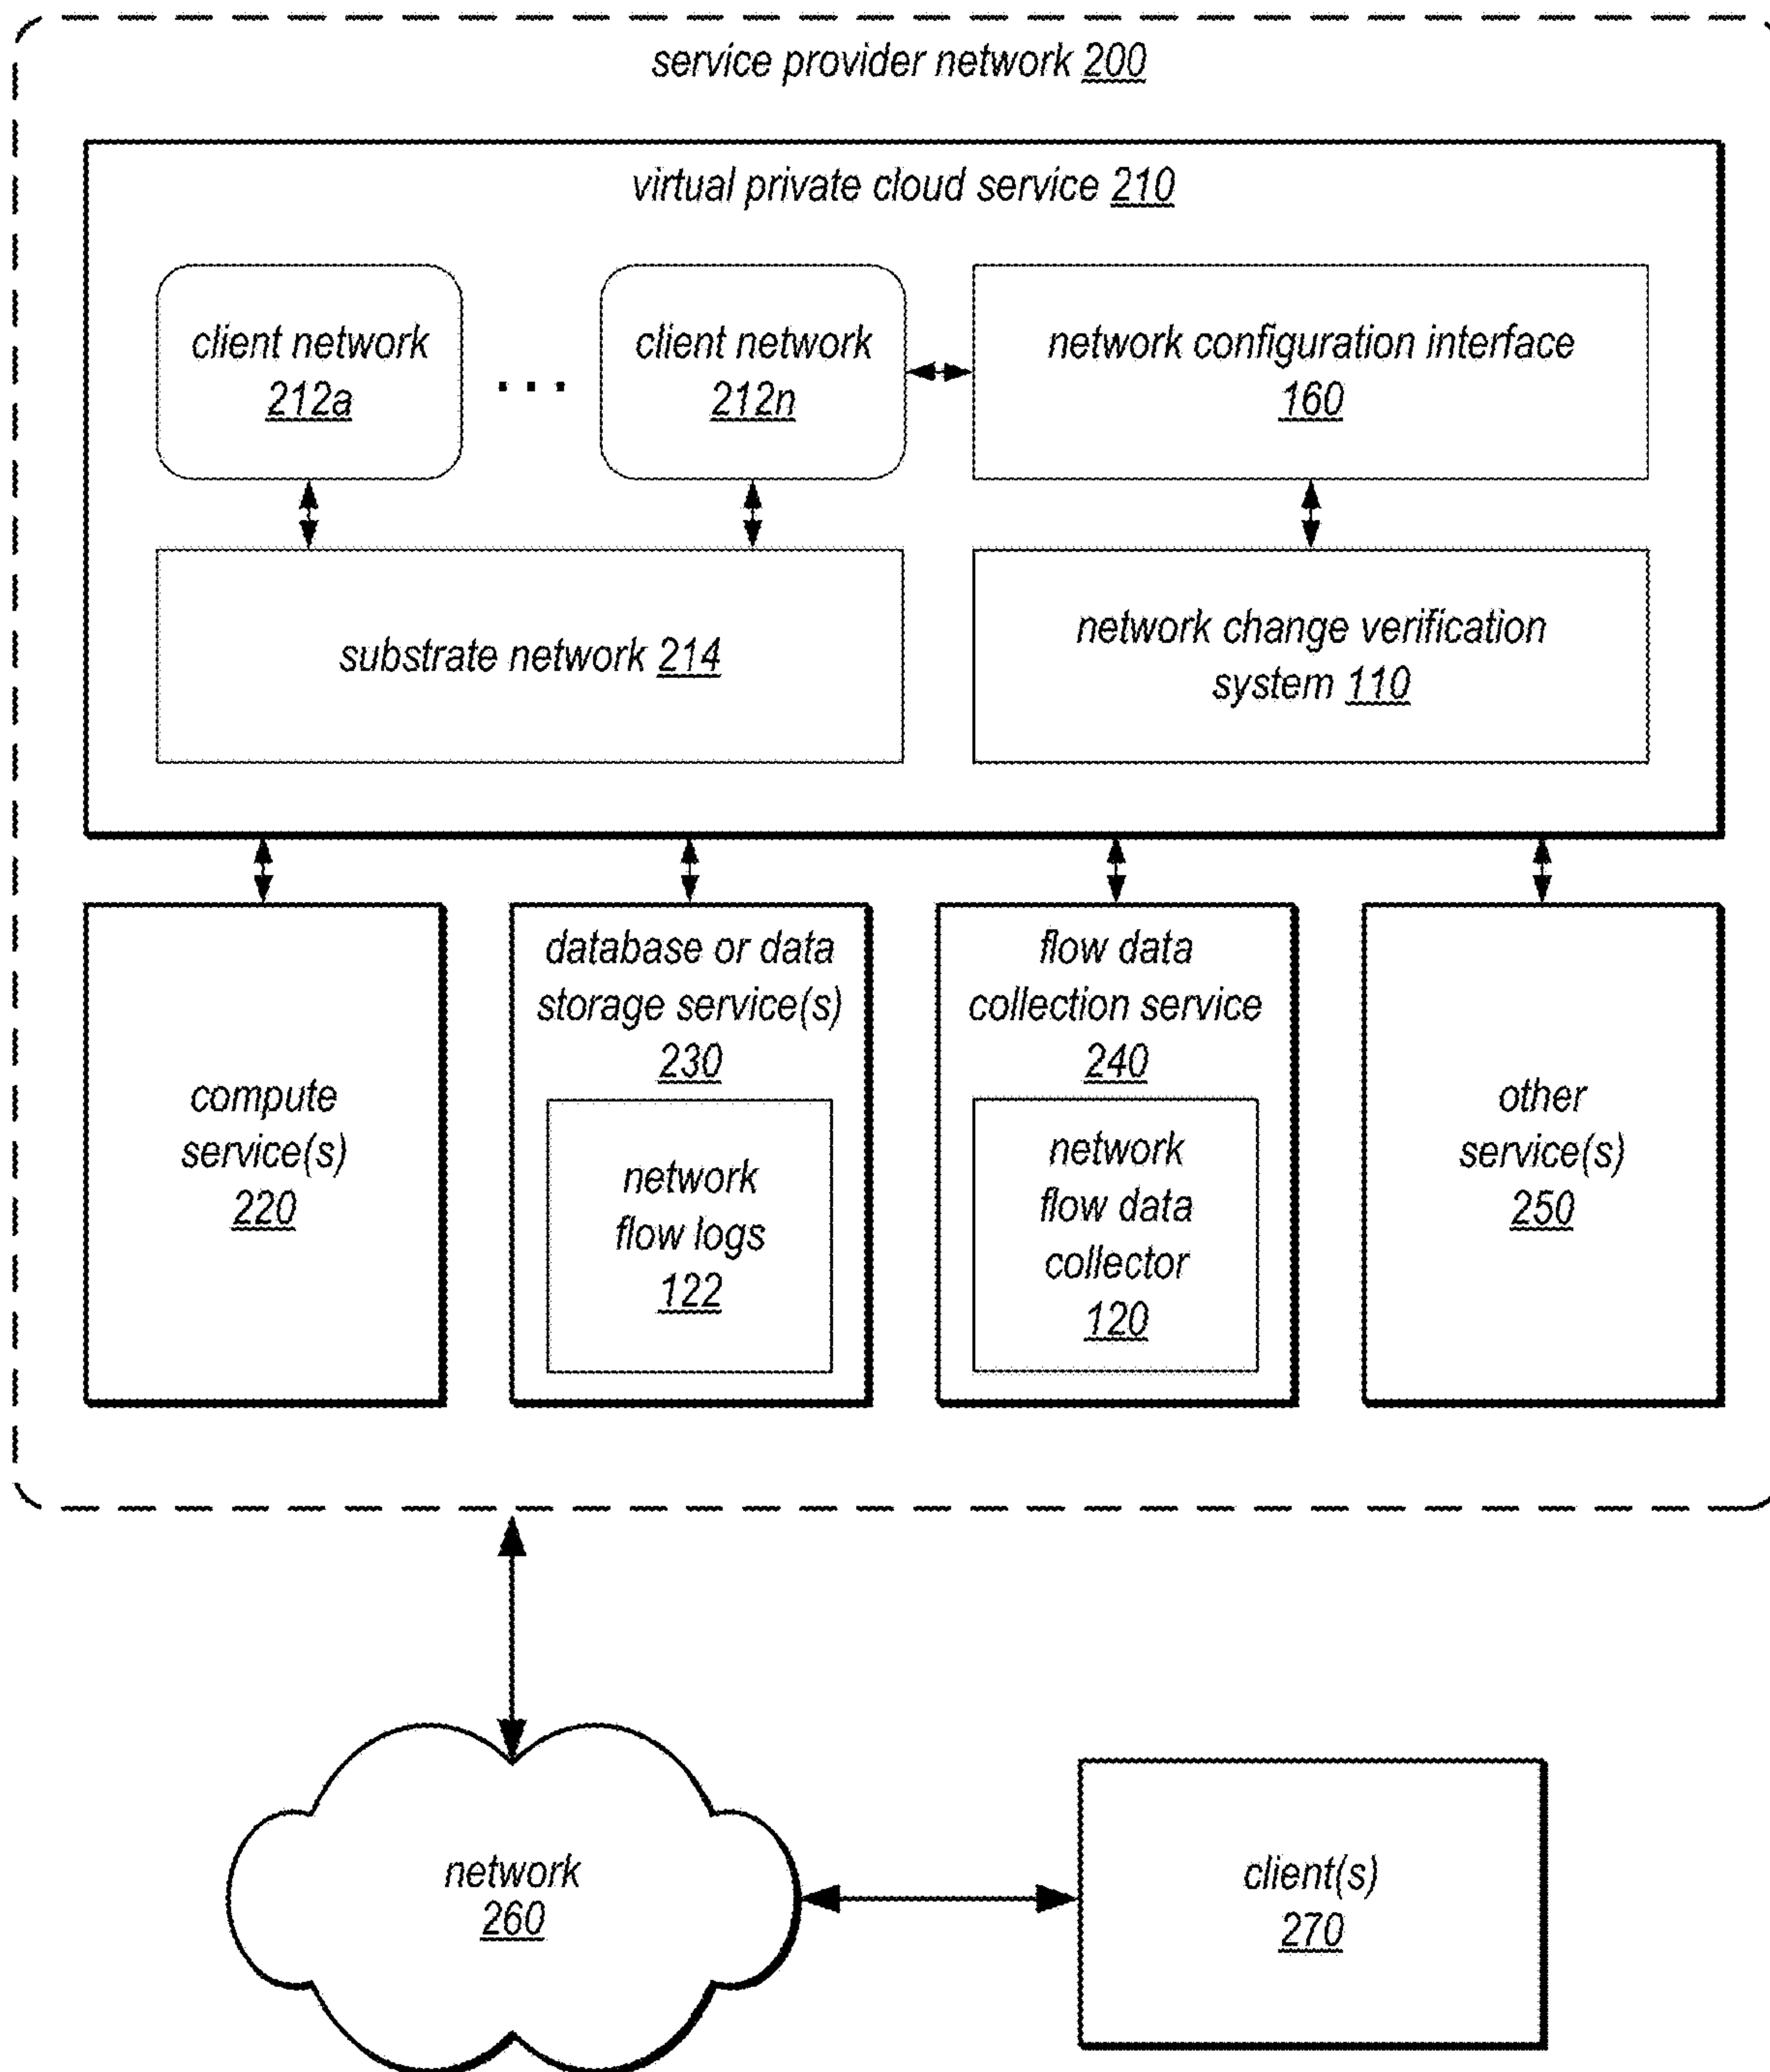 service provider network 200
virtual private cloud service 210
client network
212a
...
client network
212n
network configuration interface
160
substrate network 214
network change verification
system 110
compute
service(s)
220
database or data
storage service(s)
230
network
flow logs
122
flow data
collection service
240
network
flow data
collector
120
other
service(s)
250
network
260
client(s)
270